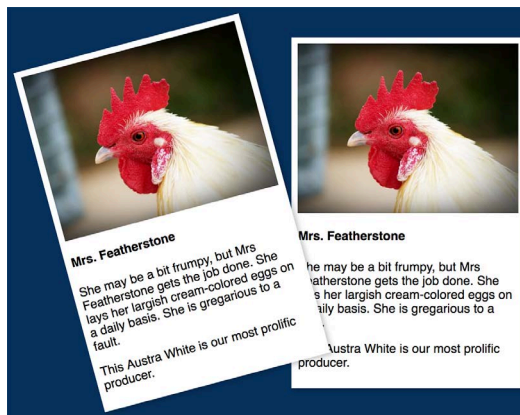 Mrs. Featherstone
She may be a bit frumpy, but Mrs
Featherstone gets the job done. She
lays her largish cream-colored eggs on
a daily basis. She is gregarious to a
fault.
This Austra White is our most prolific
producer.
Mrs. Featherstone
he may be a bit frumpy, but Mrs
atherstone gets the job done. She
s her largish cream-colored eggs on
ily basis. She is gregarious to a
Austra White is our most prolific
producer.